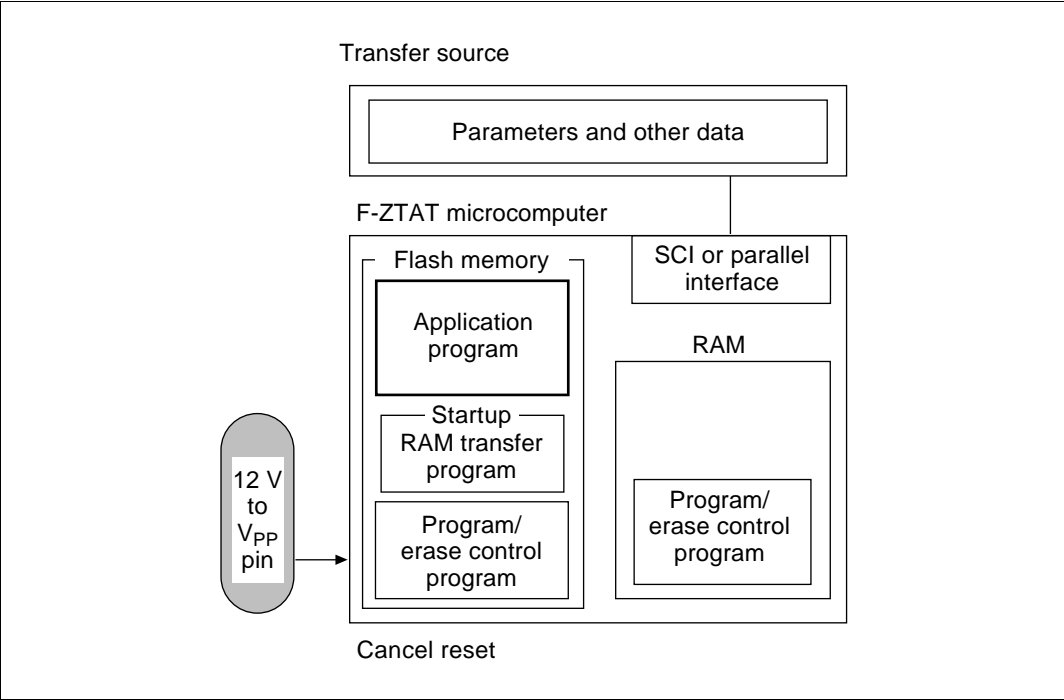 Transfer source
Parameters and other data
F-ZTAT microcomputer
Flash memory
SCI or parallel
interface
Application
program
RAM
Startup
RAM transfer
program
12 V
to
VPP
pin
Program/
erase control
program
Program/
erase control
program
Cancel reset